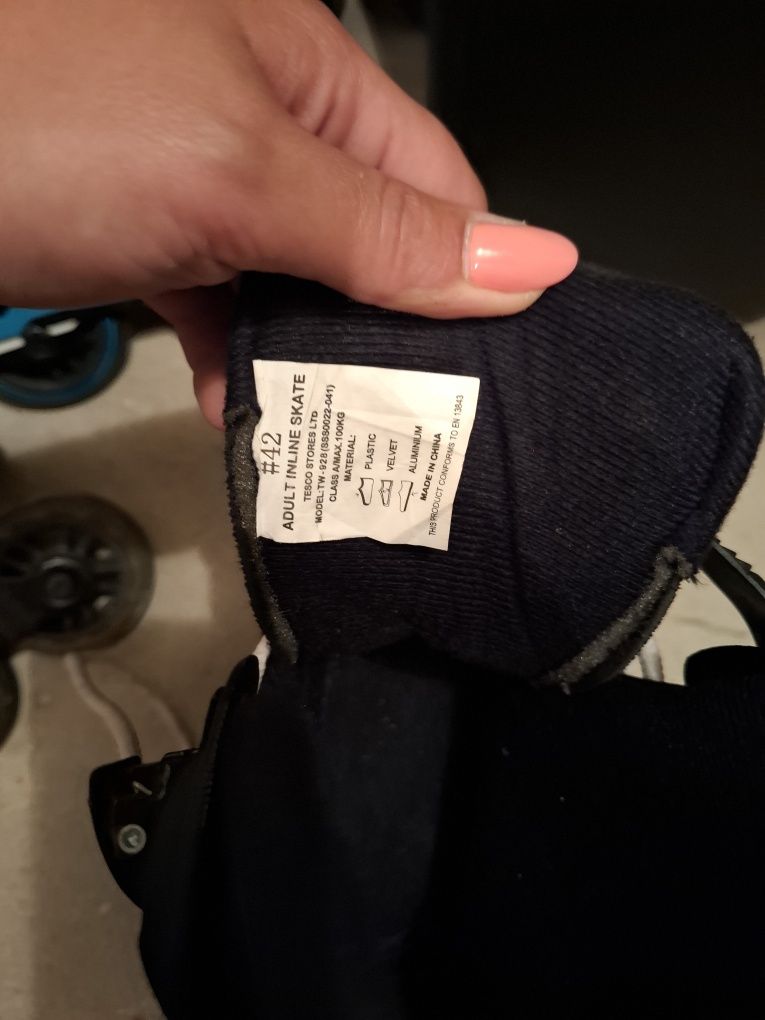 #42
ADULT INLINE SKATE
TESCO STORES LTD
MODEL:TW-928(SSS0022-041)
CLASS A/MAX.100KG
MATERIAL:
PLASTIC
VELVET
ALUMINIUM
MADE IN CHINA
THIS PRODUCT CONFORMS TO EN 13843